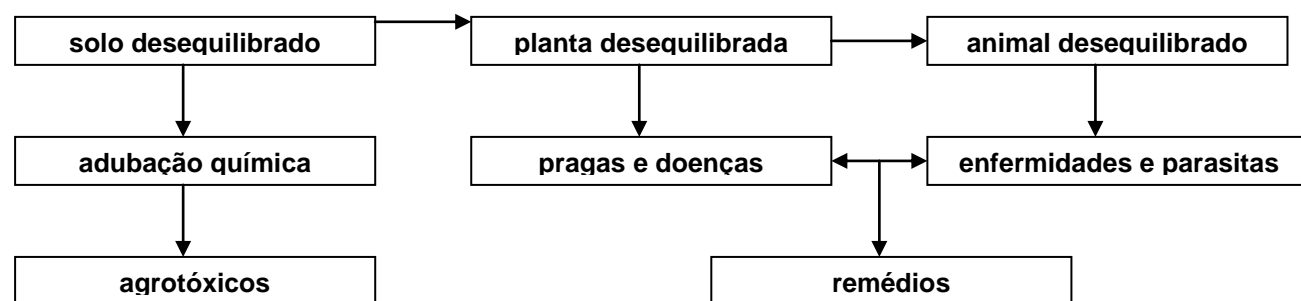 solo desequilibrado
planta desequilibrada
animal desequilibrado
adubação química
pragas e doenças
enfermidades e parasitas
agrotóxicos
remédios